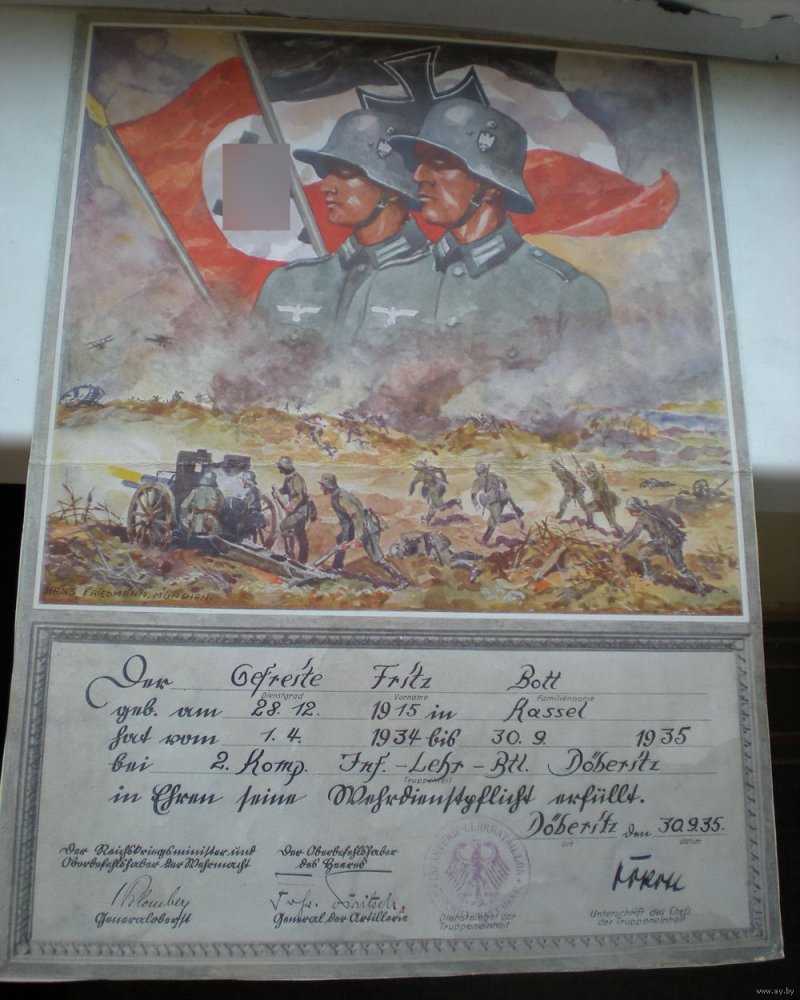 HANS FRIEDMANN. MÜNCHEN.
Der Gefreite Fritz Bott
Dienstgrad Vorname Familienname
geb. am 28. 12. 1915 in Kassel
hat vom 1. 4. 1934 bis 30. 9. 1935
bei 2. Komp. Inf.-Lehr-Btl. Döberitz
Truppenteil
in Ehren seine Wehrdienstpflicht erfüllt.
Döberitz den 30.9.35.
Ort Datum
Der Reichskriegsminister und
Oberbefehlshaber der Wehrmacht
Generaloberst
Der Oberbefehlshaber
des Heeres
General der Artillerie
Dienstsiegel der
Truppeneinheit
Unterschrift des Chefs
der Truppeneinheit
www.ay.by